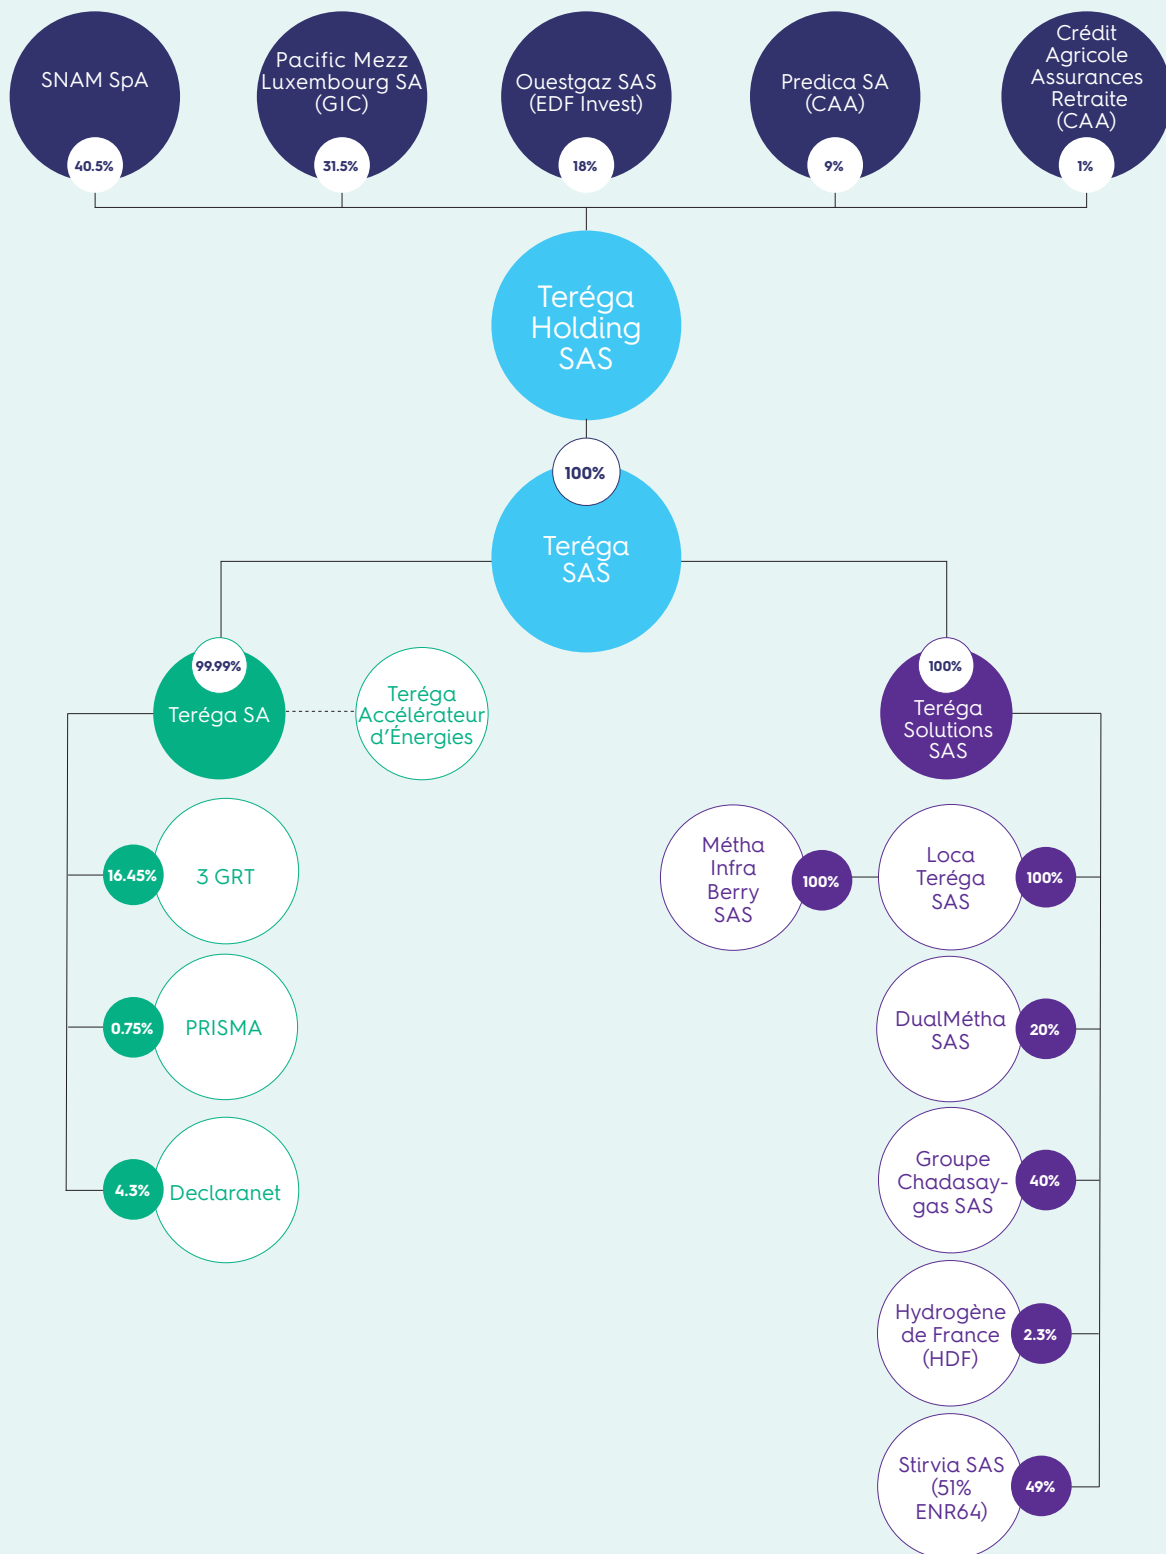 SNAM SpA
40.5%
Pacific Mezz
Luxembourg SA
(GIC)
31.5%
Ouestgaz SAS
(EDF Invest)
18%
Predica SA
(CAA)
9%
Crédit
Agricole
Assurances
Retraite
(CAA)
1%
Teréga
Holding
SAS
100%
Teréga
SAS
99.99%
Teréga SA
Teréga
Accélérateur
d'Énergies
16.45%
3 GRT
0.75%
PRISMA
4.3%
Declaranet
100%
Teréga
Solutions
SAS
Métha
Infra
Berry
SAS
100%
Loca
Teréga
SAS
100%
DualMétha
SAS
20%
Groupe
Chadasay-
gas SAS
40%
Hydrogène
de France
(HDF)
2.3%
Stirvia SAS
(51%
ENR64)
49%